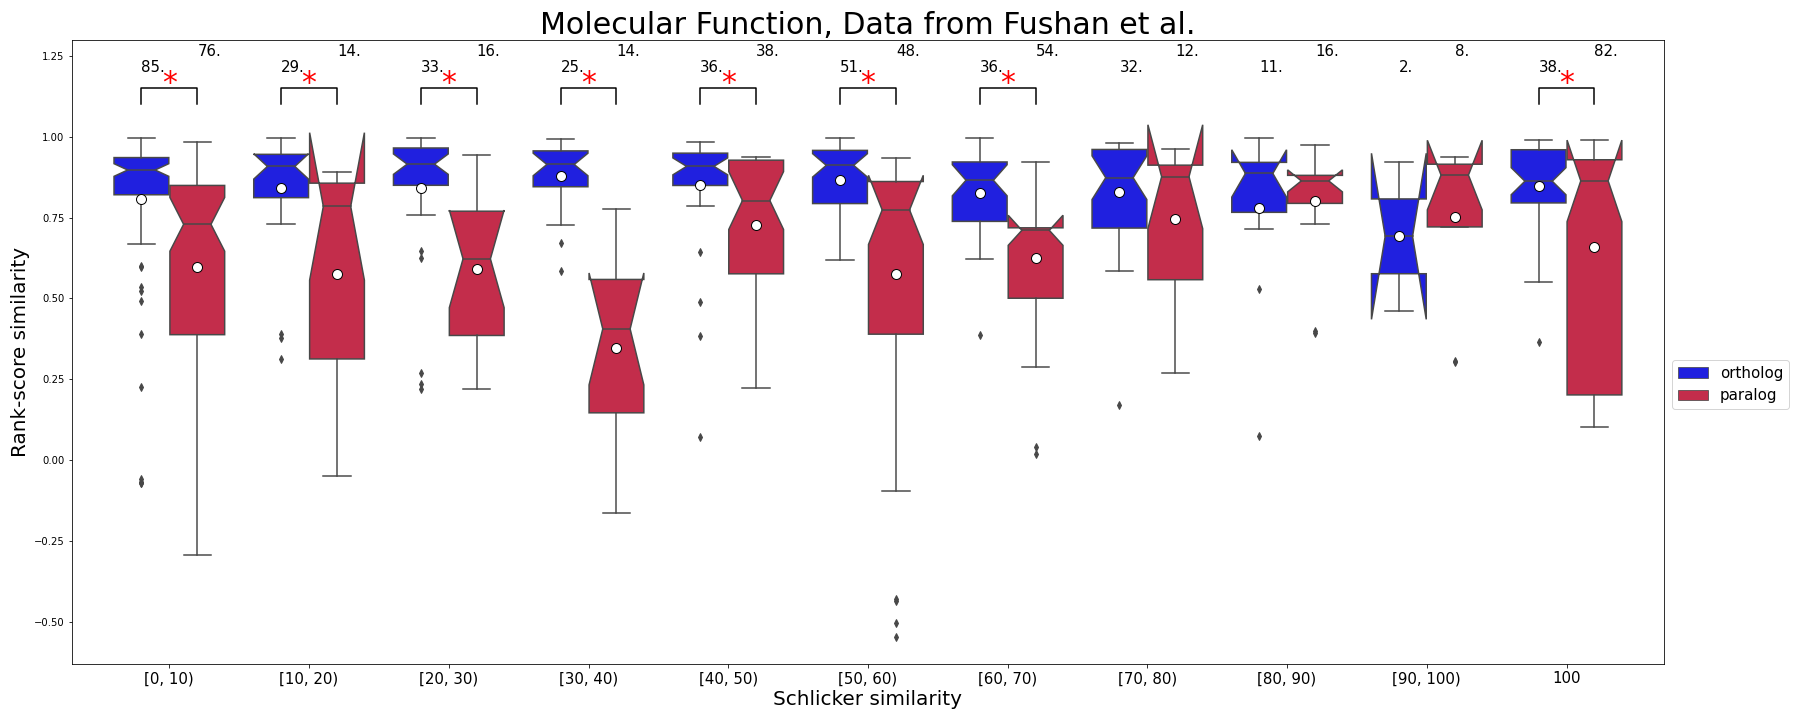 Molecular Function, Data from Fushan et al.
76. 14. 16. 14. 38. 48. 54. 12. 16. 8. 82.
85. 29. 33. 25. 36. 51. 36. 32. 11. 2. 38.
* * * * * * * *
1.25
1.00
0.75
0.50
0.25
0.00
−0.25
−0.50
Rank-score similarity
ortholog
paralog
[0, 10) [10, 20) [20, 30) [30, 40) [40, 50) [50, 60) [60, 70) [70, 80) [80, 90) [90, 100) 100
Schlicker similarity